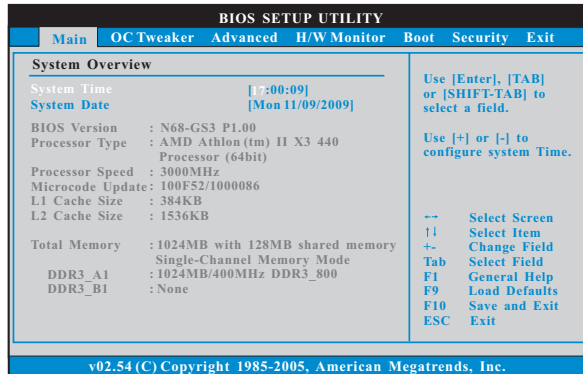 BIOS SETUP UTILITY
Main OC Tweaker Advanced H/W Monitor Boot Security Exit
System Overview
System Time [17:00:09]
System Date [Mon 11/09/2009]
BIOS Version : N68-GS3 P1.00
Processor Type : AMD Athlon (tm) II X3 440
Processor (64bit)
Processor Speed : 3000MHz
Microcode Update : 100F52/1000086
L1 Cache Size : 384KB
L2 Cache Size : 1536KB
Total Memory : 1024MB with 128MB shared memory
Single-Channel Memory Mode
DDR3_A1 : 1024MB/400MHz DDR3_800
DDR3_B1 : None
Use [Enter], [TAB]
or [SHIFT-TAB] to
select a field.
Use [+] or [-] to
configure system Time.
←→ Select Screen
↑↓ Select Item
+- Change Field
Tab Select Field
F1 General Help
F9 Load Defaults
F10 Save and Exit
ESC Exit
v02.54 (C) Copyright 1985-2005, American Megatrends, Inc.